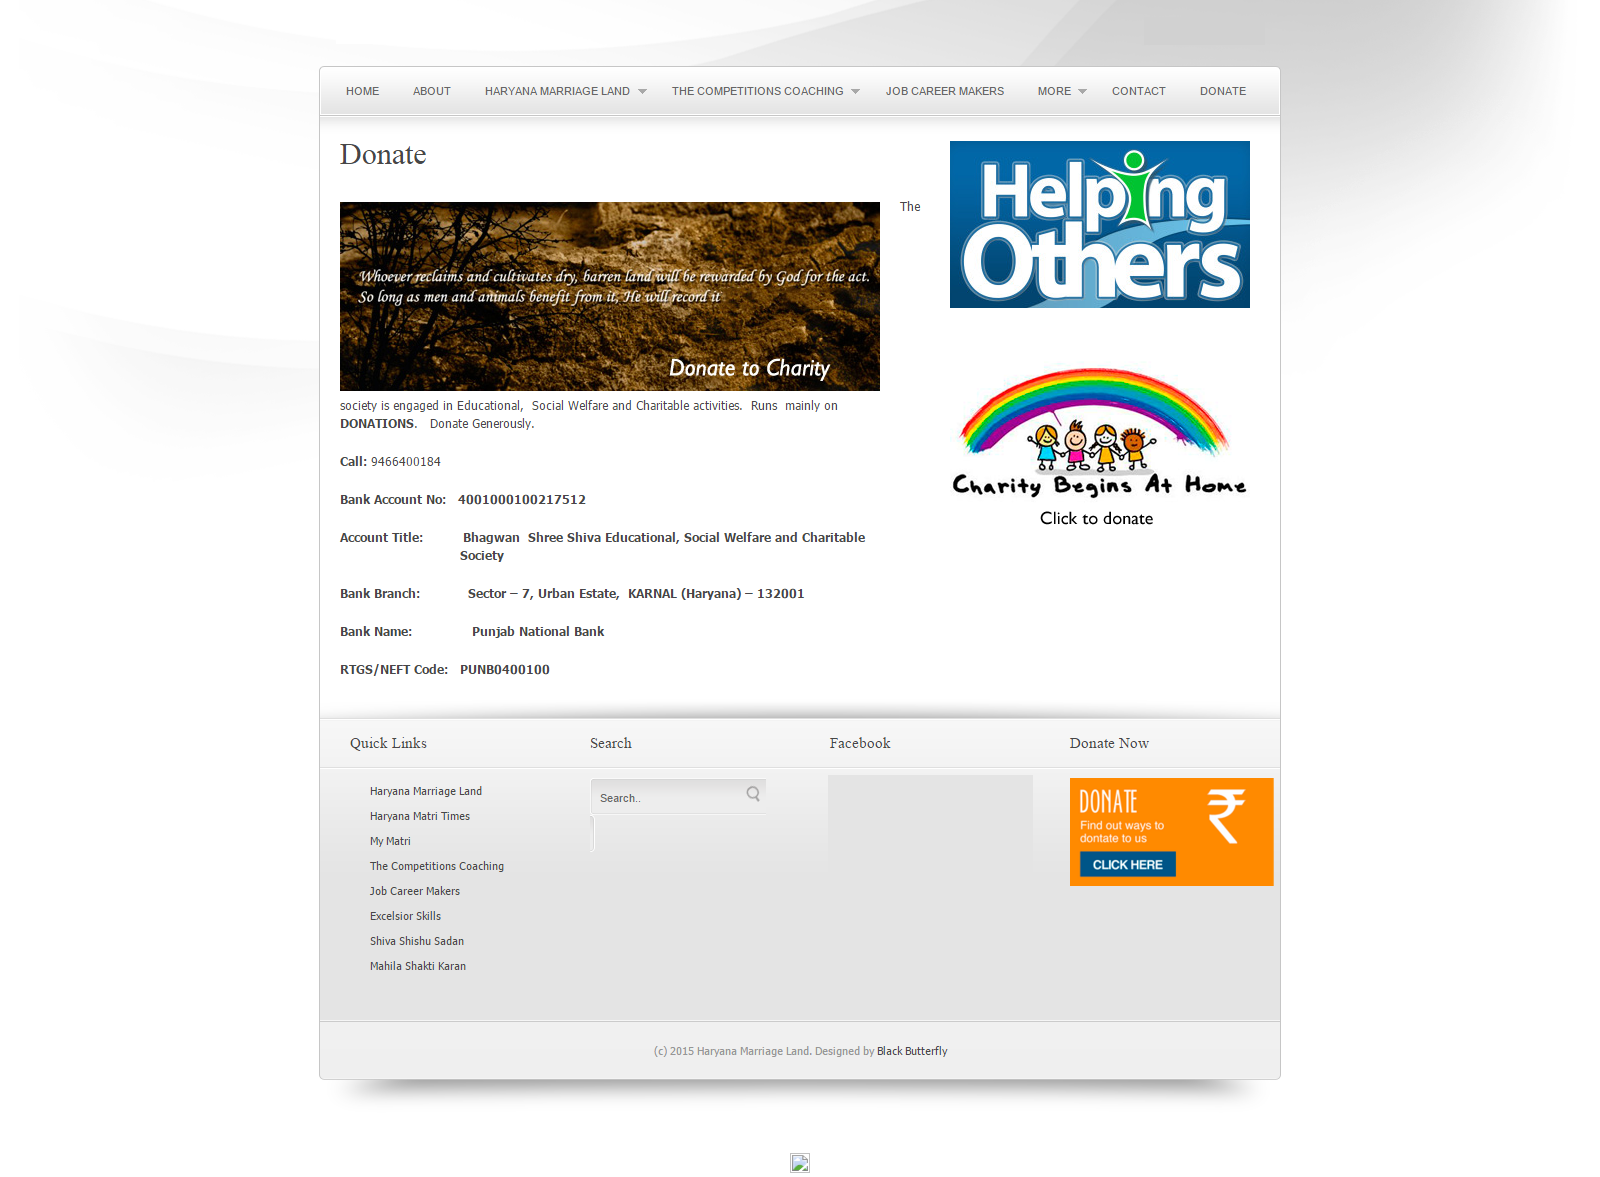 HOME ABOUT HARYANA MARRIAGE LAND THE COMPETITIONS COACHING JOB CAREER MAKERS MORE CONTACT DONATE
Donate
Whoever reclaims and cultivates dry, barren land will be rewarded by God for the act.
So long as men and animals benefit from it, He will record it
Donate to Charity
The
society is engaged in Educational, Social Welfare and Charitable activities. Runs mainly on
DONATIONS. Donate Generously.
Call: 9466400184
Bank Account No: 4001000100217512
Account Title: Bhagwan Shree Shiva Educational, Social Welfare and Charitable
Society
Bank Branch: Sector – 7, Urban Estate, KARNAL (Haryana) – 132001
Bank Name: Punjab National Bank
RTGS/NEFT Code: PUNB0400100
Helping
Others
Charity Begins At Home
Click to donate
Quick Links
Haryana Marriage Land
Haryana Matri Times
My Matri
The Competitions Coaching
Job Career Makers
Excelsior Skills
Shiva Shishu Sadan
Mahila Shakti Karan
Search
Search..
Facebook
Donate Now
DONATE
Find out ways to
dontate to us
CLICK HERE
₹
(c) 2015 Haryana Marriage Land. Designed by Black Butterfly